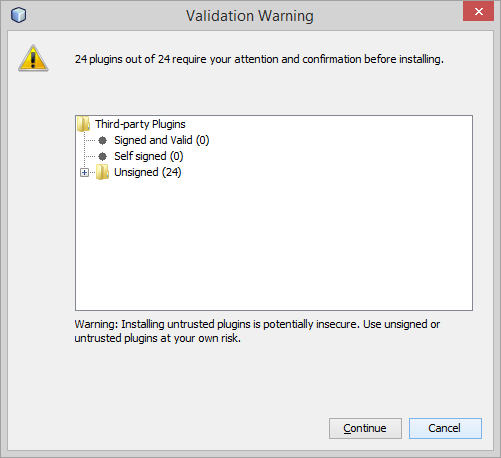 Validation Warning
24 plugins out of 24 require your attention and confirmation before installing.
Third-party Plugins
Signed and Valid (0)
Self signed (0)
Unsigned (24)
Warning: Installing untrusted plugins is potentially insecure. Use unsigned or
untrusted plugins at your own risk.
Continue
Cancel